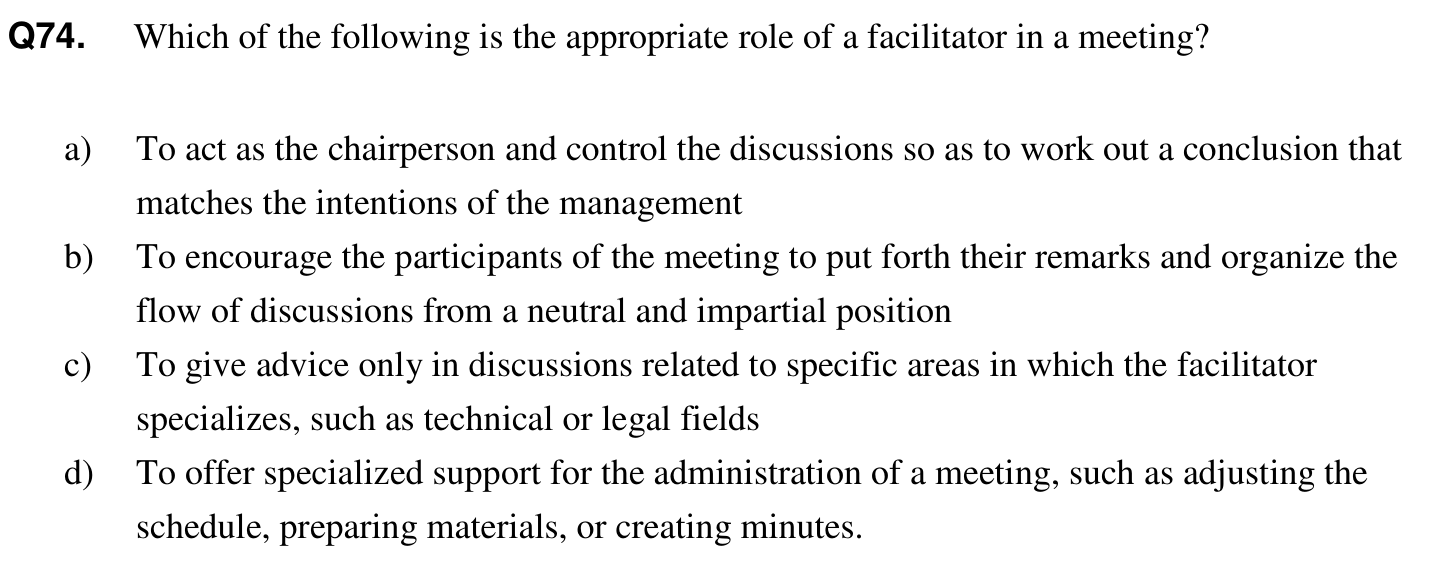 Q74. Which of the following is the appropriate role of a facilitator in a meeting?
a) To act as the chairperson and control the discussions so as to work out a conclusion that
matches the intentions of the management
b) To encourage the participants of the meeting to put forth their remarks and organize the
flow of discussions from a neutral and impartial position
c) To give advice only in discussions related to specific areas in which the facilitator
specializes, such as technical or legal fields
d) To offer specialized support for the administration of a meeting, such as adjusting the
schedule, preparing materials, or creating minutes.